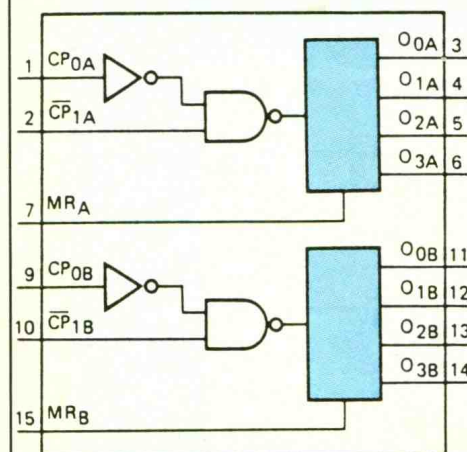 1 CP0A
O0A 3
O1A 4
2 CP1A
O2A 5
O3A 6
7 MRA
9 CP0B
O0B 11
O1B 12
10 CP1B
O2B 13
O3B 14
15 MRB